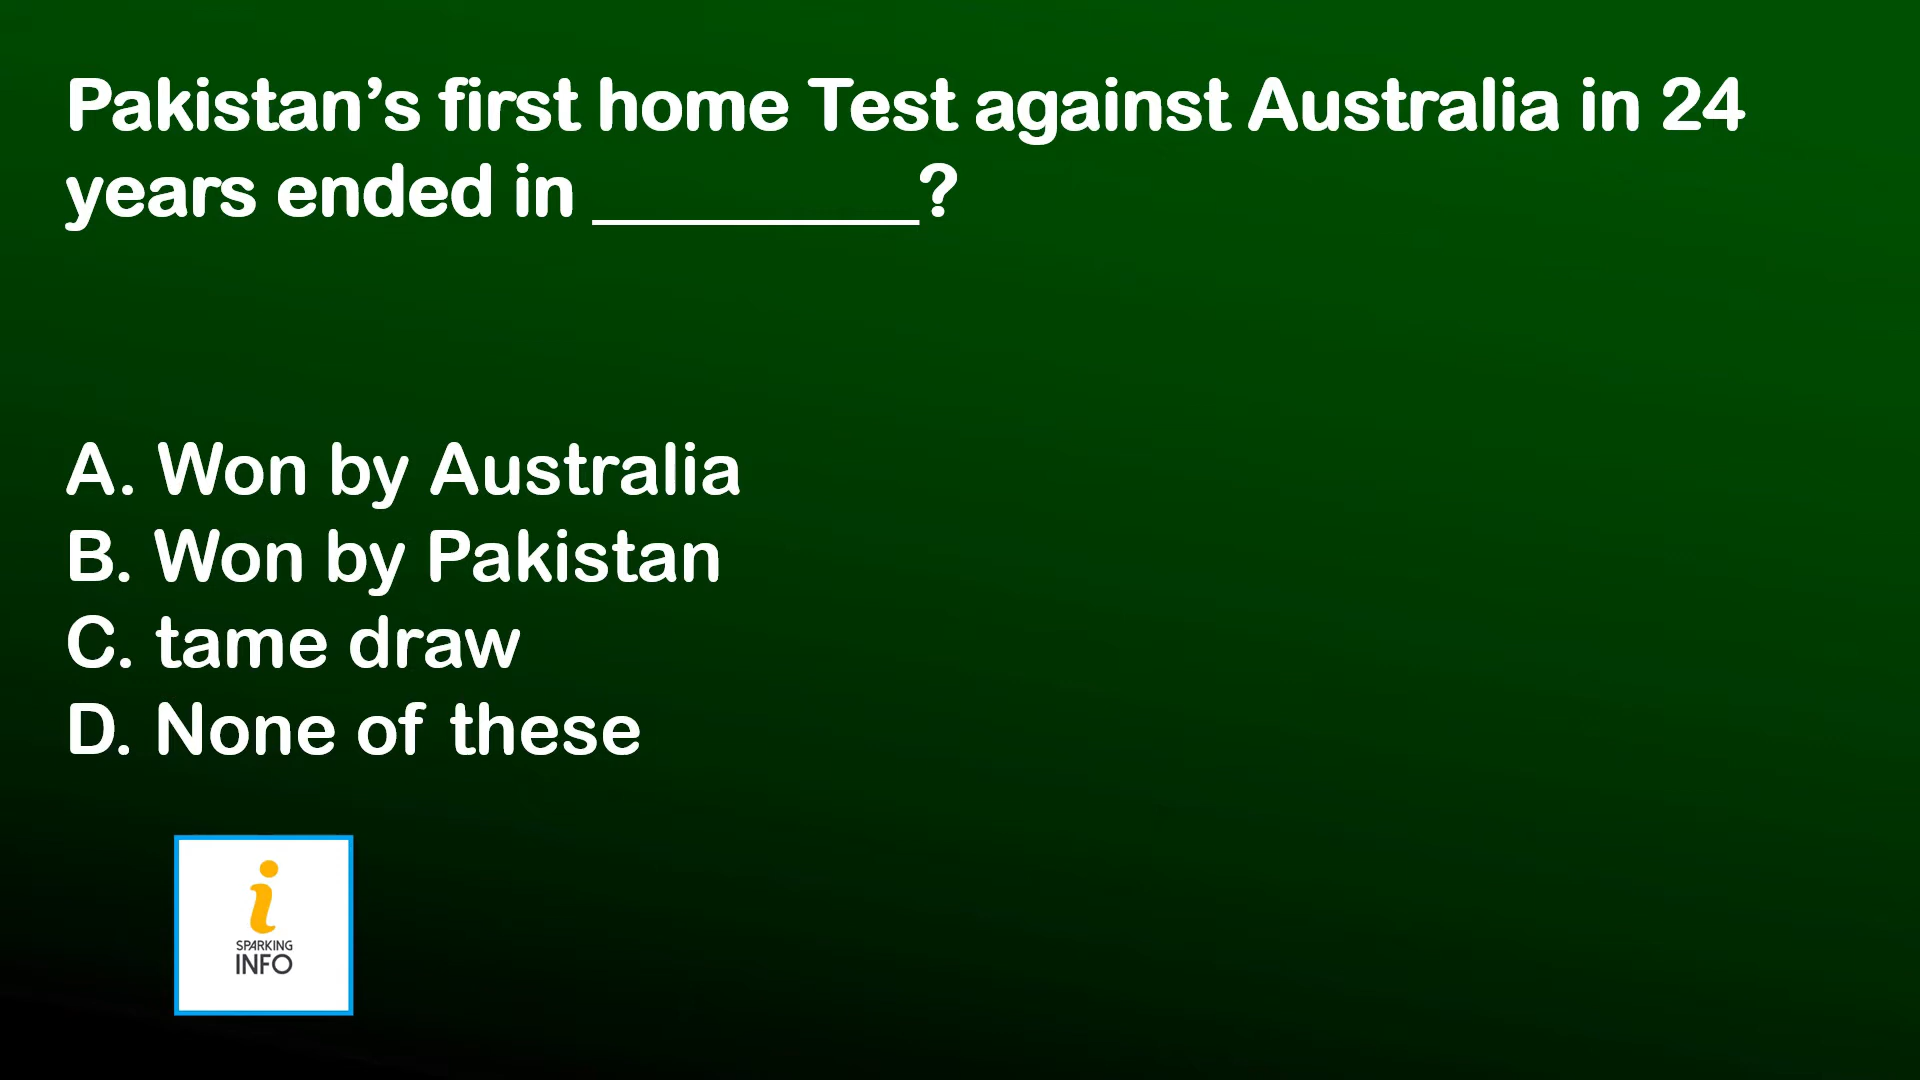 Pakistan’s first home Test against Australia in 24
years ended in _________?
A. Won by Australia
B. Won by Pakistan
C. tame draw
D. None of these
i
SPARKING
INFO